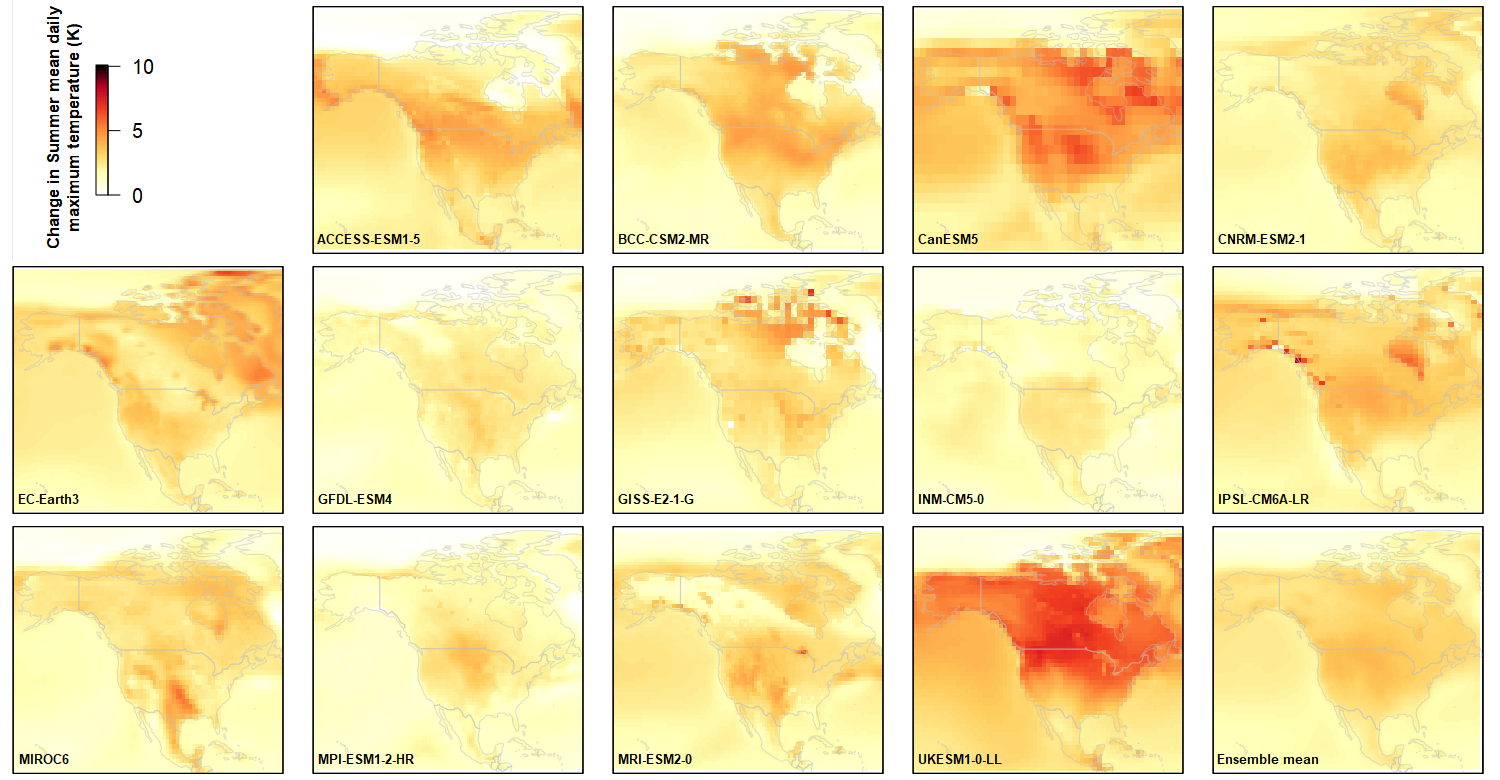 Change in Summer mean daily
maximum temperature (K)
10
5
0
ACCESS-ESM1-5
BCC-CSM2-MR
CanESM5
CNRM-ESM2-1
EC-Earth3
GFDL-ESM4
GISS-E2-1-G
INM-CM5-0
IPSL-CM6A-LR
MIROC6
MPI-ESM1-2-HR
MRI-ESM2-0
UKESM1-0-LL
Ensemble mean